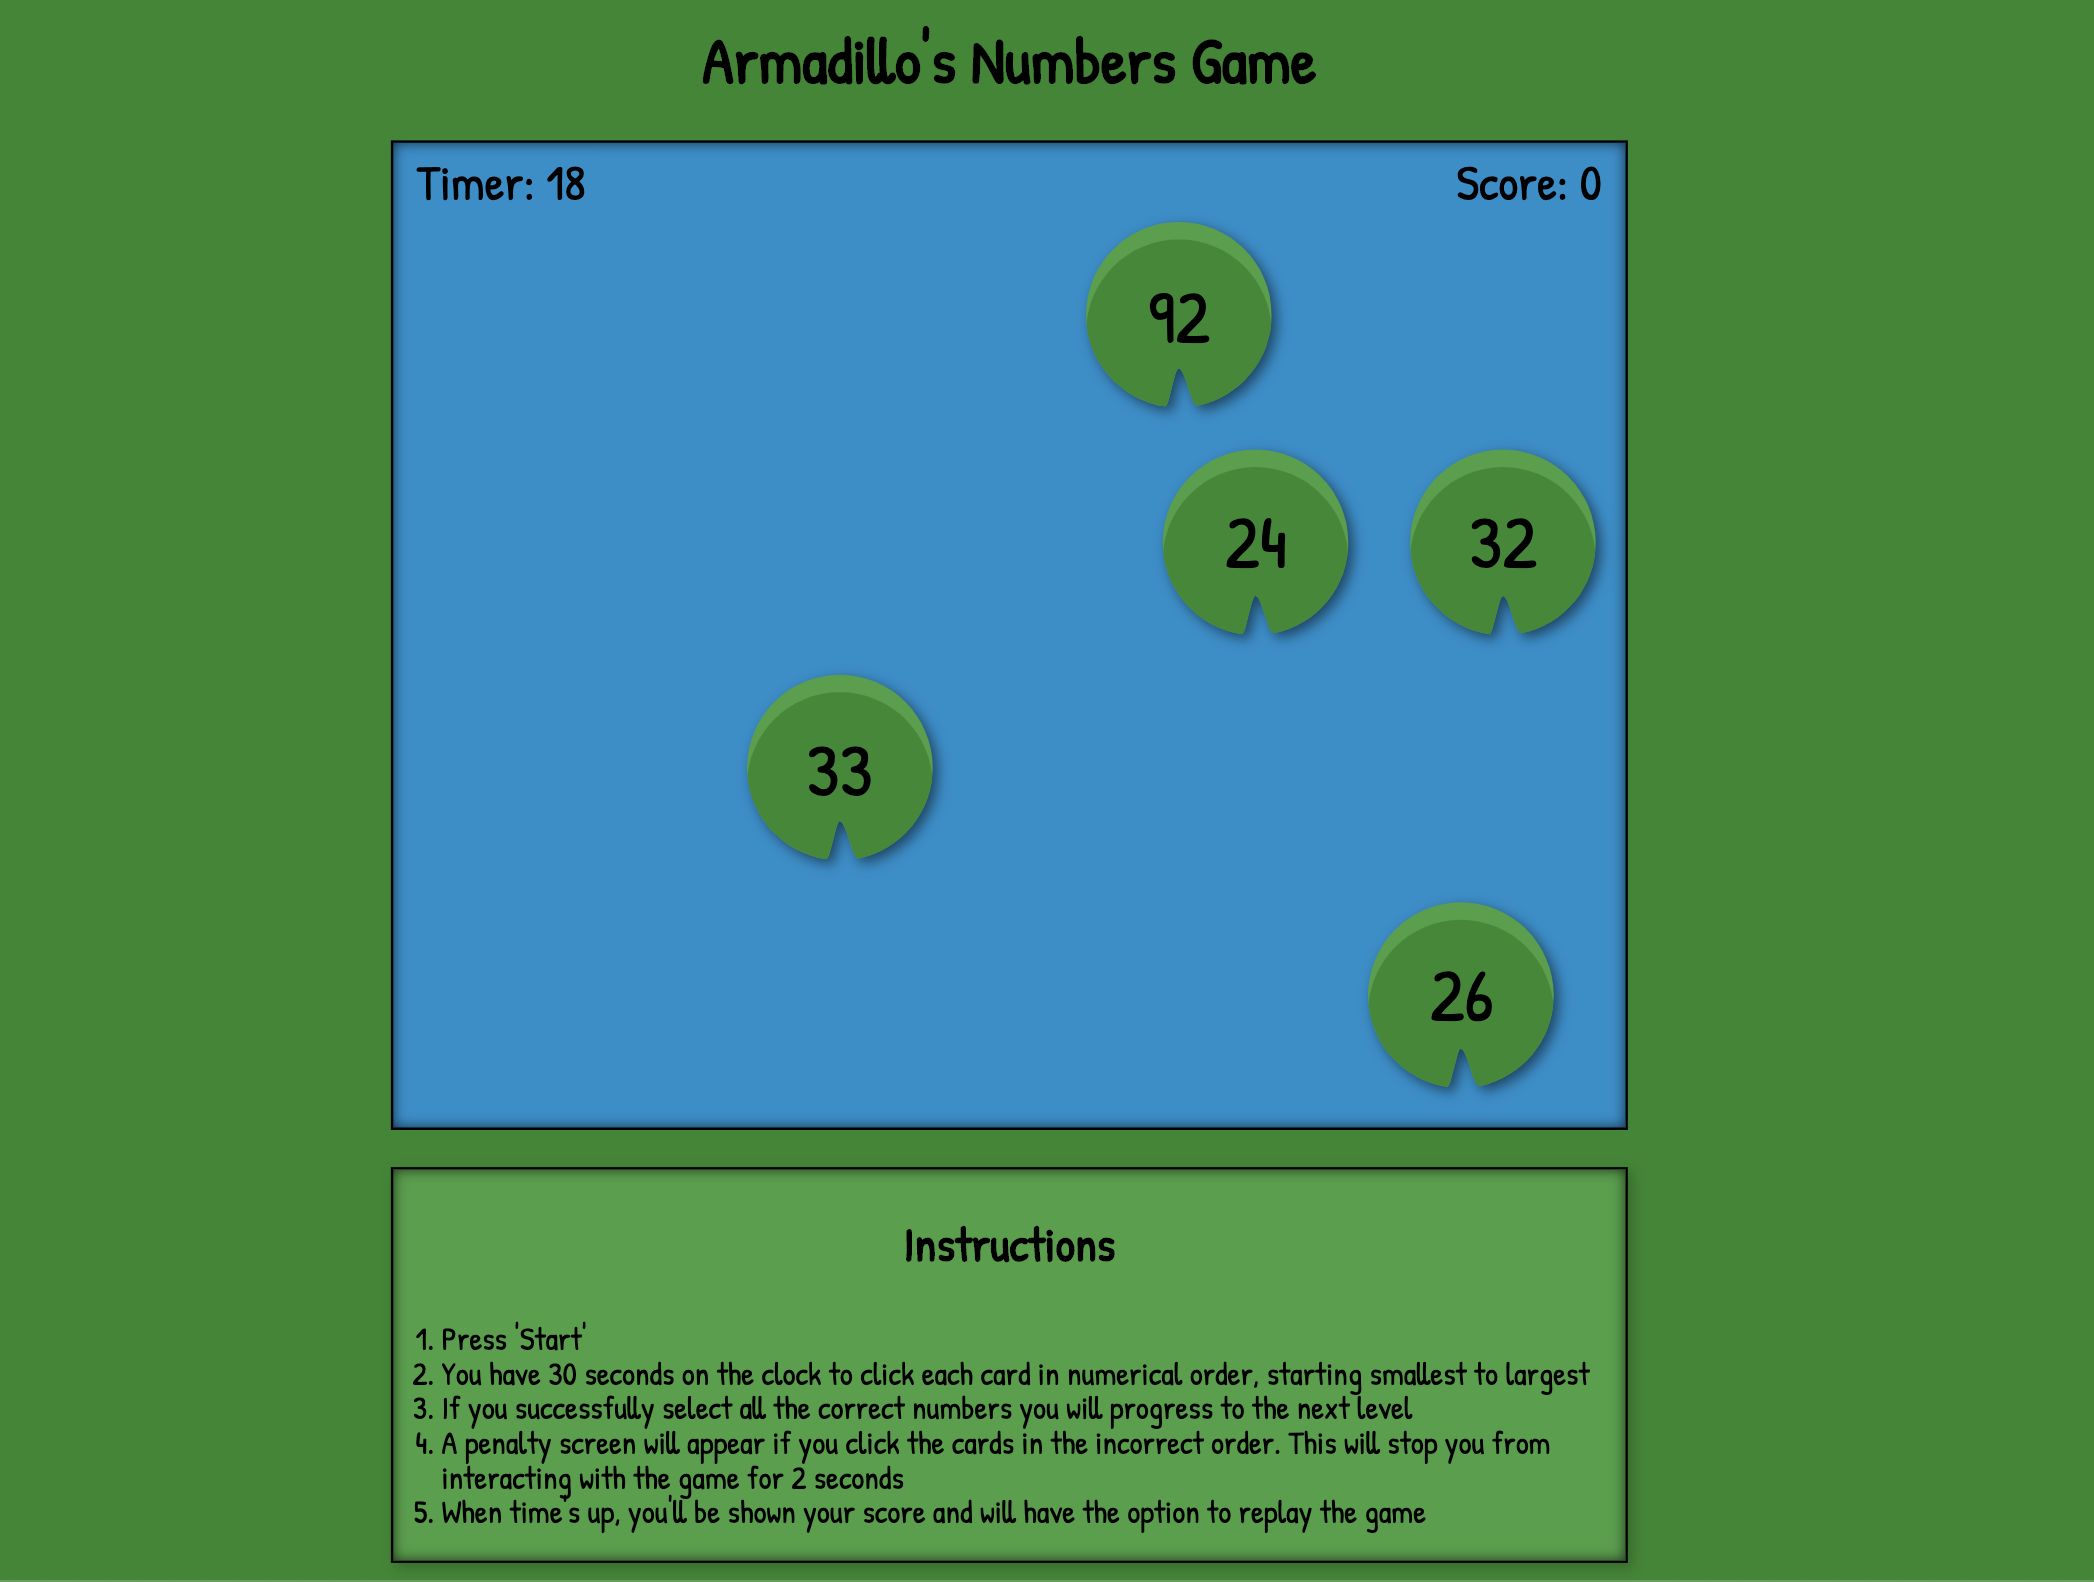 Armadillo's Numbers Game
Timer: 18
Score: 0
92
24
32
33
26
Instructions
1. Press 'Start'
2. You have 30 seconds on the clock to click each card in numerical order, starting smallest to largest
3. If you successfully select all the correct numbers you will progress to the next level
4. A penalty screen will appear if you click the cards in the incorrect order. This will stop you from
interacting with the game for 2 seconds
5. When time's up, you'll be shown your score and will have the option to replay the game